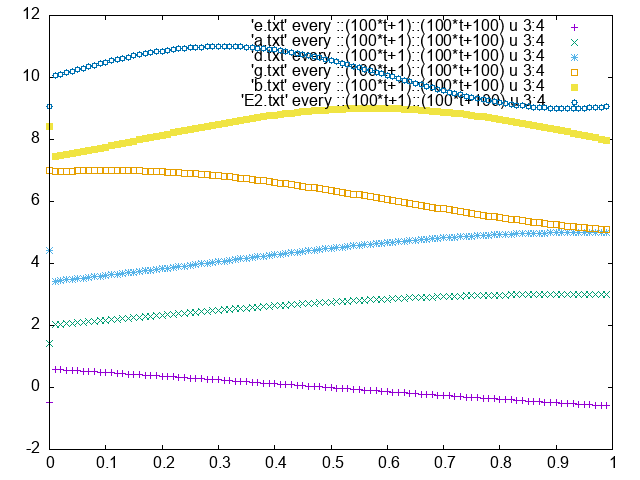 12
10
8
6
4
2
0
-2
'e.txt' every ::(100*t+1)::(100*t+100) u 3:4
'a.txt' every ::(100*t+1)::(100*t+100) u 3:4
'd.txt' every ::(100*t+1)::(100*t+100) u 3:4
'g.txt' every ::(100*t+1)::(100*t+100) u 3:4
'b.txt' every ::(100*t+1)::(100*t+100) u 3:4
'E2.txt' every ::(100*t+1)::(100*t+100) u 3:4
0 0.1 0.2 0.3 0.4 0.5 0.6 0.7 0.8 0.9 1